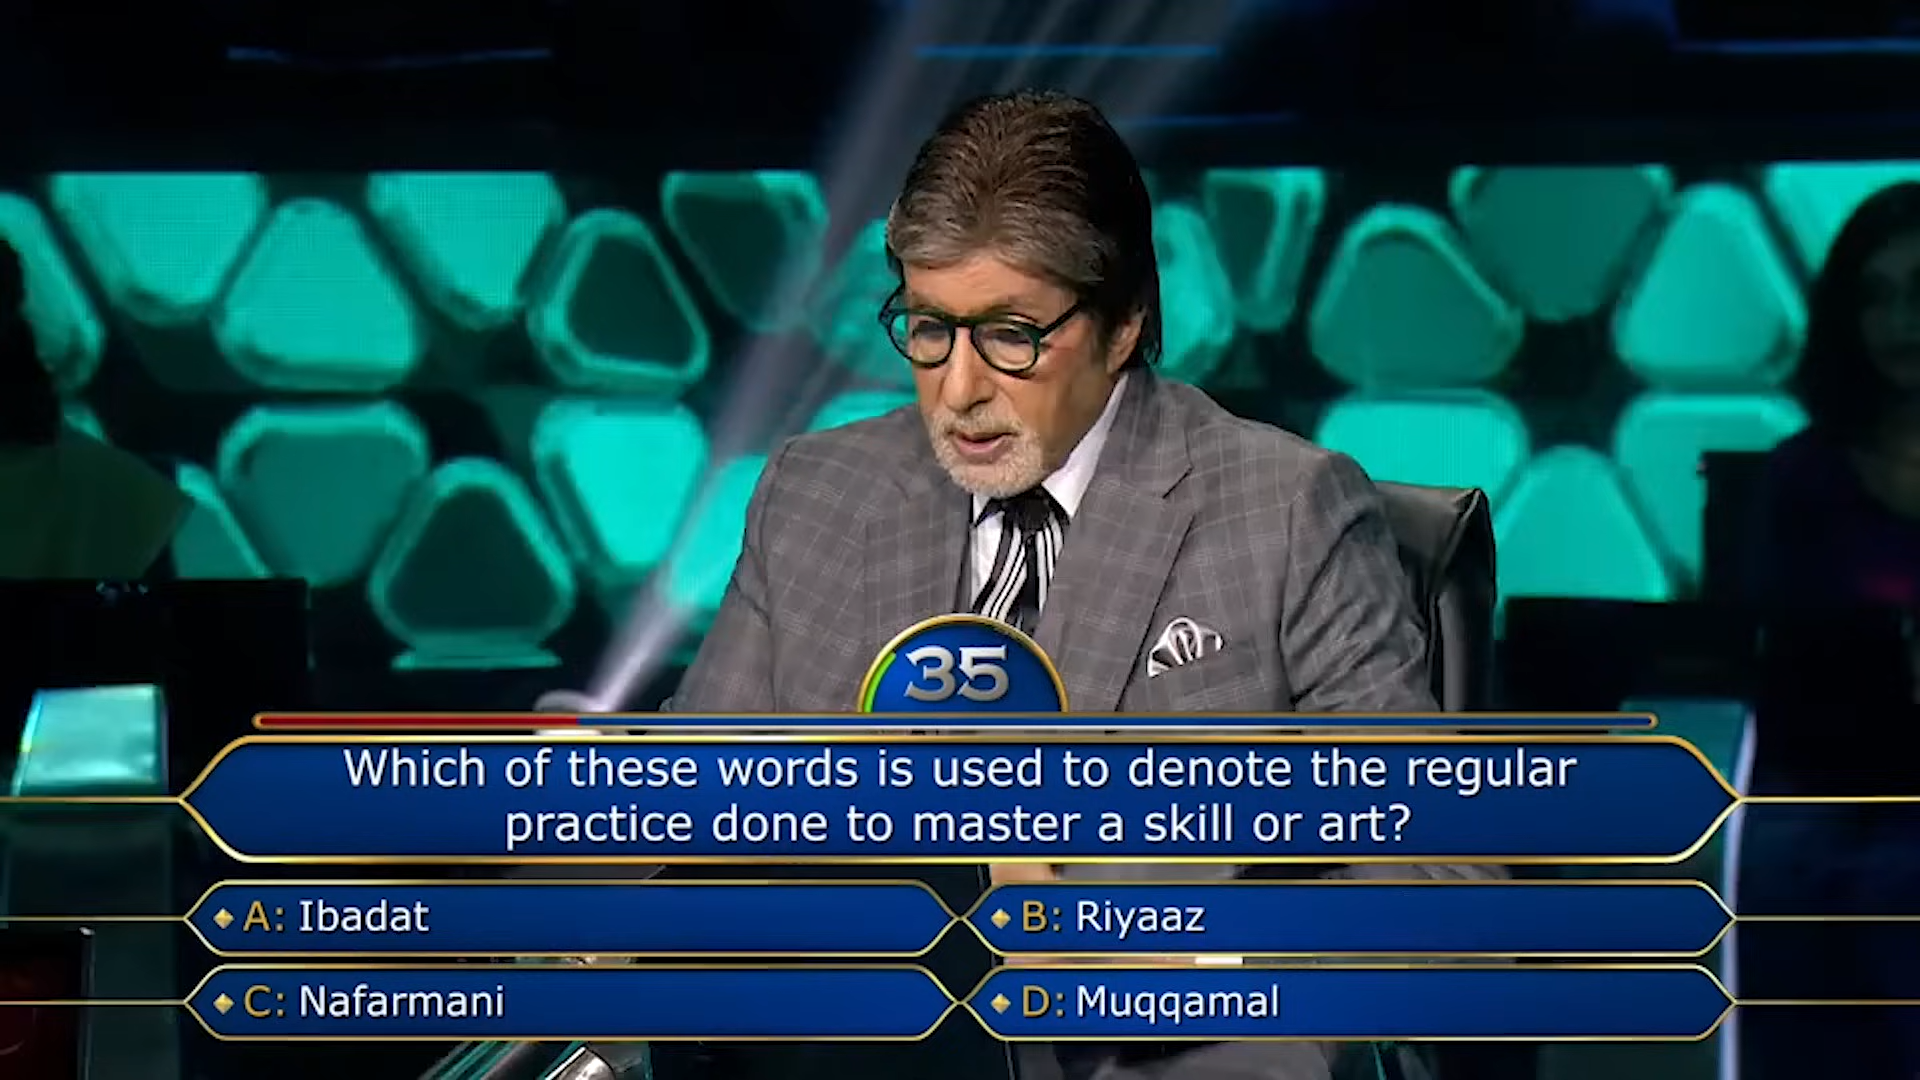 35
Which of these words is used to denote the regular
practice done to master a skill or art?
A: Ibadat
B: Riyaaz
C: Nafarmani
D: Muqqamal